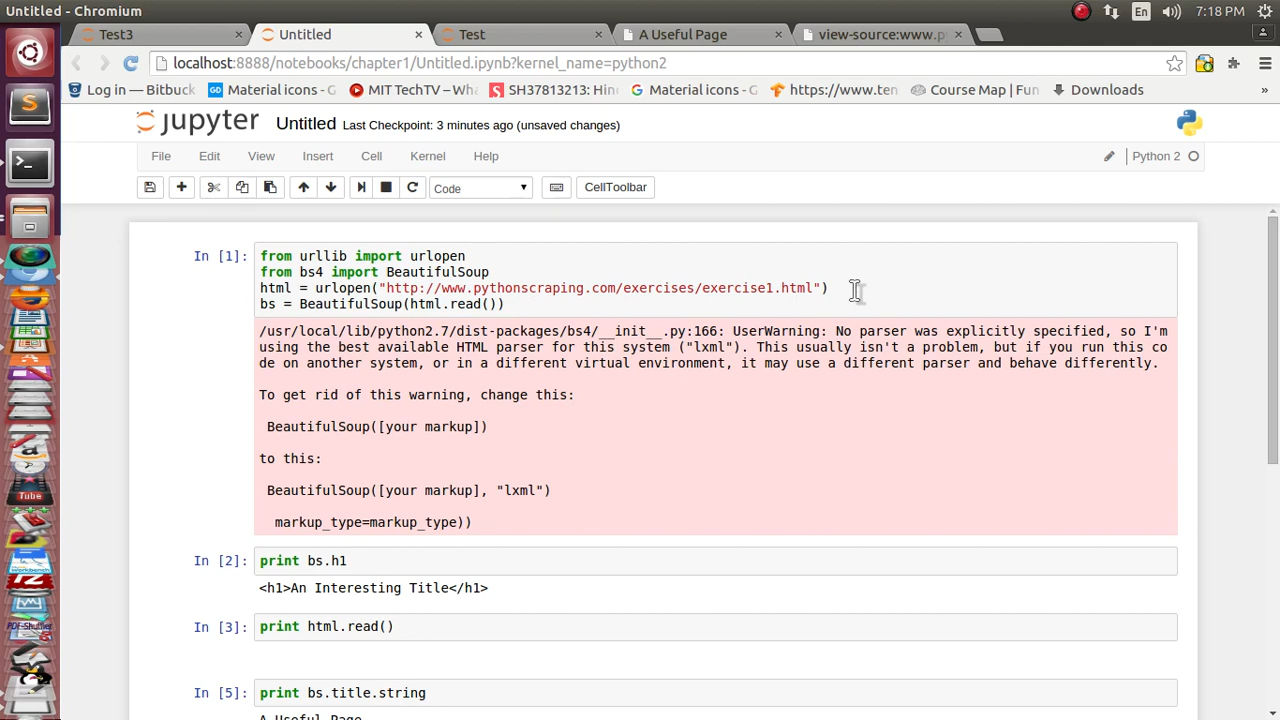 Untitled - Chromium
En
7:18 PM
Test3
Untitled
Test
A Useful Page
view-source:www.p
localhost:8888/notebooks/chapter1/Untitled.ipynb?kernel_name=python2
Log in — Bitbuck
Material icons - G
MIT TechTV – Wha
SH37813213: Hin
Material icons - G
https://www.ten
Course Map | Fun
Downloads
»
jupyter
Untitled
Last Checkpoint: 3 minutes ago (unsaved changes)
File Edit View Insert Cell Kernel Help
Python 2
Code
CellToolbar
In [1]:
from urllib import urlopen
from bs4 import BeautifulSoup
html = urlopen("http://www.pythonscraping.com/exercises/exercise1.html")
bs = BeautifulSoup(html.read())
/usr/local/lib/python2.7/dist-packages/bs4/__init__.py:166: UserWarning: No parser was explicitly specified, so I'm
using the best available HTML parser for this system ("lxml"). This usually isn't a problem, but if you run this co
de on another system, or in a different virtual environment, it may use a different parser and behave differently.
To get rid of this warning, change this:
BeautifulSoup([your markup])
to this:
BeautifulSoup([your markup], "lxml")
markup_type=markup_type))
In [2]:
print bs.h1
<h1>An Interesting Title</h1>
In [3]:
print html.read()
In [5]:
print bs.title.string
A Useful Page
Tube